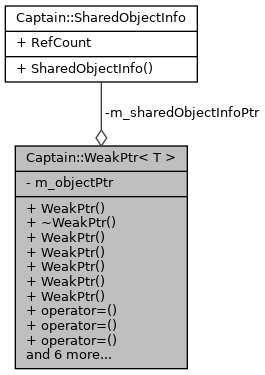 Captain::SharedObjectInfo
+ RefCount
+ SharedObjectInfo()
-m_sharedObjectInfoPtr
Captain::WeakPtr< T >
- m_objectPtr
+ WeakPtr()
+ ~WeakPtr()
+ WeakPtr()
+ WeakPtr()
+ WeakPtr()
+ WeakPtr()
+ WeakPtr()
+ operator=()
+ operator=()
+ operator=()
and 6 more...